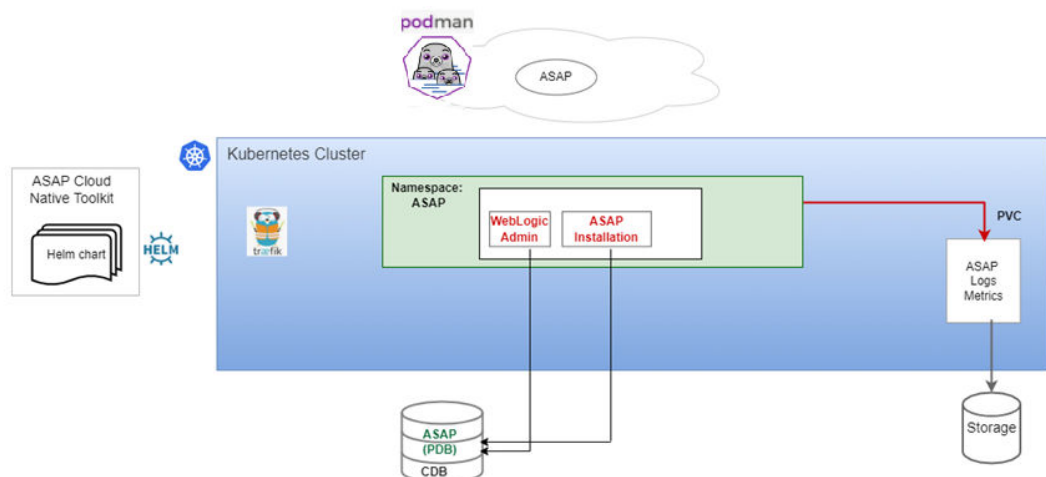 podman
ASAP
Kubernetes Cluster
ASAP Cloud
Native Toolkit
Helm chart
HELM
træfik
Namespace:
ASAP
WebLogic
Admin
ASAP
Installation
PVC
ASAP
Logs
Metrics
ASAP
(PDB)
CDB
Storage